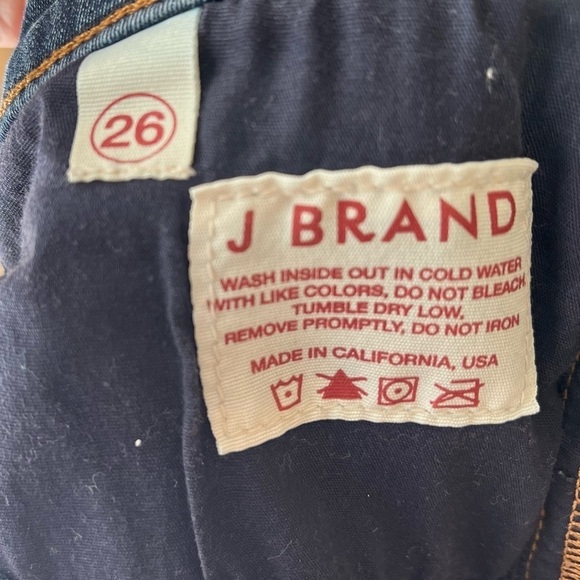 26
J BRAND
WASH INSIDE OUT IN COLD WATER
WITH LIKE COLORS, DO NOT BLEACH
TUMBLE DRY LOW,
REMOVE PROMPTLY, DO NOT IRON
MADE IN CALIFORNIA, USA